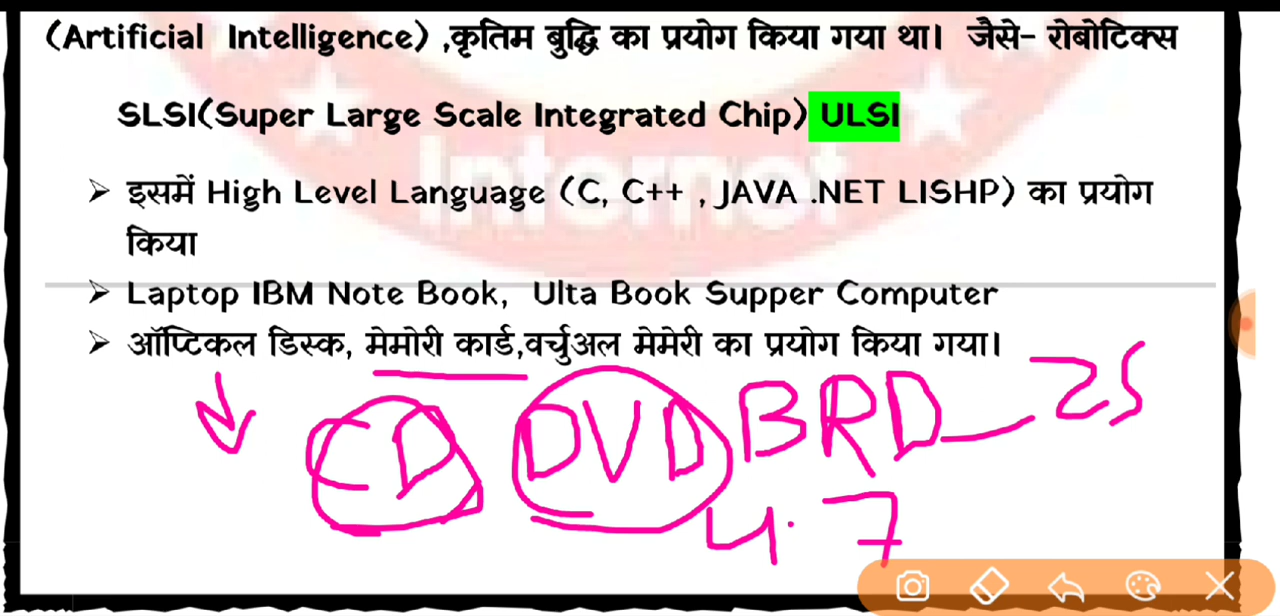 (Artificial Intelligence) ,कृतिम बुद्धि का प्रयोग किया गया था। जैसे- रोबोटिक्स
SLSI(Super Large Scale Integrated Chip) ULSI
Internet
➤ इसमें High Level Language (C, C++ , JAVA .NET LISHP) का प्रयोग
किया
➤ Laptop IBM Note Book, Ulta Book Supper Computer
➤ ऑप्टिकल डिस्क, मेमोरी कार्ड,वर्चुअल मेमेरी का प्रयोग किया गया।
CD DVD BRD 25
4.7